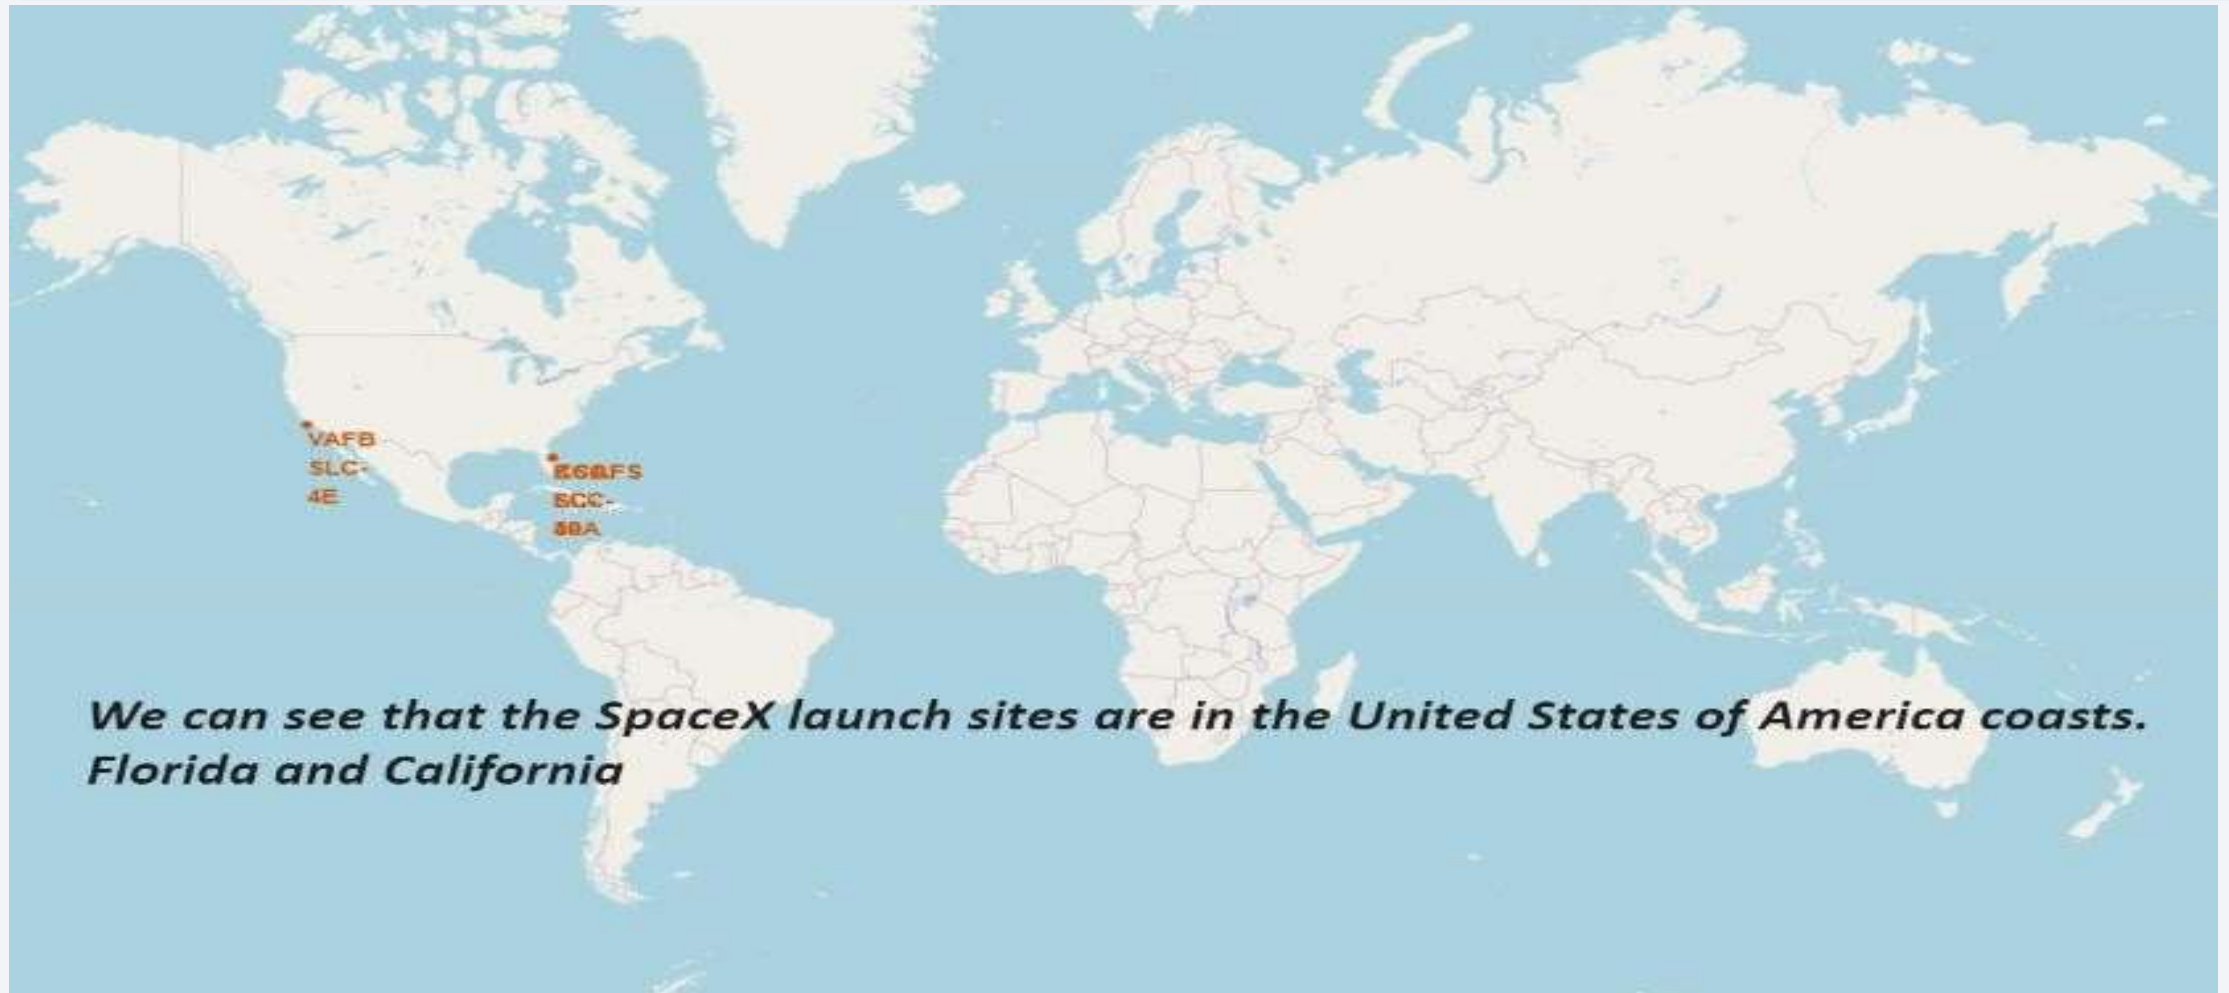 VAFB
SLC-
4E
We can see that the SpaceX launch sites are in the United States of America coasts.
Florida and California